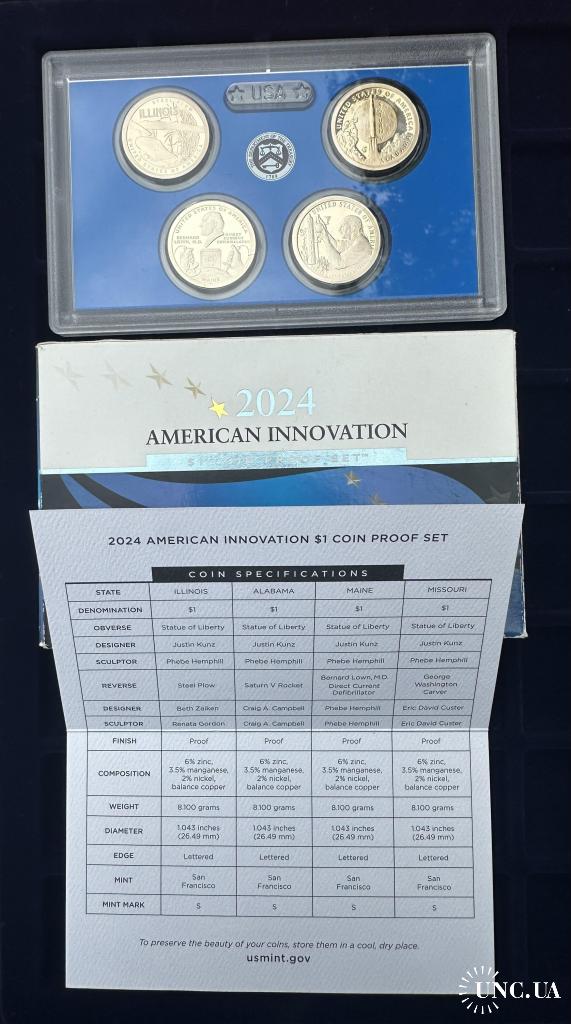 USA
ILLINOIS
UNITED STATES OF AMERICA
THE DEPARTMENT OF THE TREASURY
1789
UNITED STATES OF AMERICA
BERNARD LOWN, M.D.
DIRECT CURRENT DEFIBRILLATOR
MAINE
UNITED STATES OF AMERICA
2024
AMERICAN INNOVATION
2024 AMERICAN INNOVATION $1 COIN PROOF SET
COIN SPECIFICATIONS
STATE ILLINOIS ALABAMA MAINE MISSOURI
DENOMINATION $1 $1 $1 $1
OBVERSE Statue of Liberty Statue of Liberty Statue of Liberty Statue of Liberty
DESIGNER Justin Kunz Justin Kunz Justin Kunz Justin Kunz
SCULPTOR Phebe Hemphill Phebe Hemphill Phebe Hemphill Phebe Hemphill
REVERSE Steel Plow Saturn V Rocket Bernard Lown, M.D. Direct Current Defibrillator George Washington Carver
DESIGNER Beth Zaiken Craig A. Campbell Phebe Hemphill Eric David Custer
SCULPTOR Renata Gordon Craig A. Campbell Phebe Hemphill Eric David Custer
FINISH Proof Proof Proof Proof
COMPOSITION 6% zinc, 3.5% manganese, 2% nickel, balance copper 6% zinc, 3.5% manganese, 2% nickel, balance copper 6% zinc, 3.5% manganese, 2% nickel, balance copper 6% zinc, 3.5% manganese, 2% nickel, balance copper
WEIGHT 8.100 grams 8.100 grams 8.100 grams 8.100 grams
DIAMETER 1.043 inches (26.49 mm) 1.043 inches (26.49 mm) 1.043 inches (26.49 mm) 1.043 inches (26.49 mm)
EDGE Lettered Lettered Lettered Lettered
MINT San Francisco San Francisco San Francisco San Francisco
MINT MARK S S S S
To preserve the beauty of your coins, store them in a cool, dry place.
usmint.gov
UNC.UA